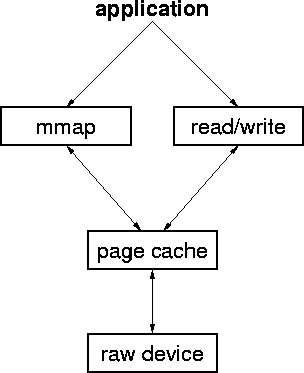 application
mmap
read/write
page cache
raw device